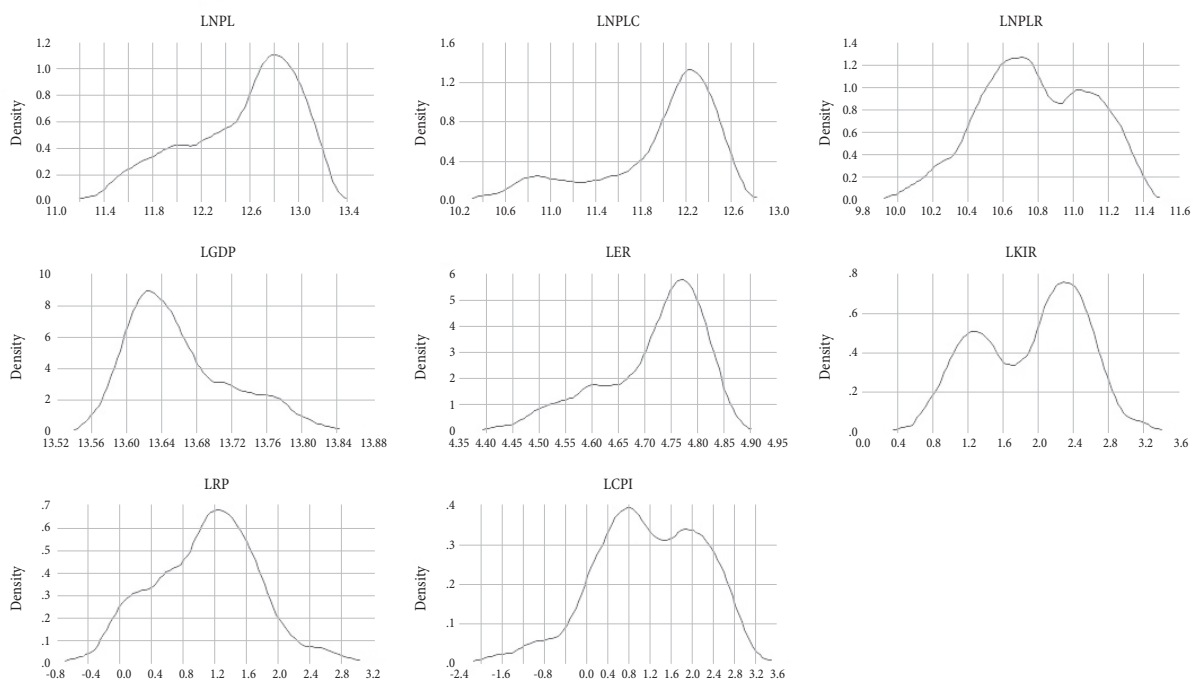 LNPL
Density
1.2
1.0
0.8
0.6
0.4
0.2
0.0
11.0 11.4 11.8 12.2 12.6 13.0 13.4
LNPLC
Density
1.6
1.2
0.8
0.4
0.0
10.2 10.6 11.0 11.4 11.8 12.2 12.6 13.0
LNPLR
Density
1.4
1.2
1.0
0.8
0.6
0.4
0.2
0.0
9.8 10.0 10.2 10.4 10.6 10.8 11.0 11.2 11.4 11.6
LGDP
Density
10
8
6
4
2
0
13.52 13.56 13.60 13.64 13.68 13.72 13.76 13.80 13.84 13.88
LER
Density
6
5
4
3
2
1
0
4.35 4.40 4.45 4.50 4.55 4.60 4.65 4.70 4.75 4.80 4.85 4.90 4.95
LKIR
Density
.8
.6
.4
.2
.0
0.0 0.4 0.8 1.2 1.6 2.0 2.4 2.8 3.2 3.6
LRP
Density
.7
.6
.5
.4
.3
.2
.1
.0
-0.8 -0.4 0.0 0.4 0.8 1.2 1.6 2.0 2.4 2.8 3.2
LCPI
Density
.4
.3
.2
.1
.0
-2.4 -1.6 -0.8 0.0 0.4 0.8 1.2 1.6 2.0 2.4 2.8 3.2 3.6